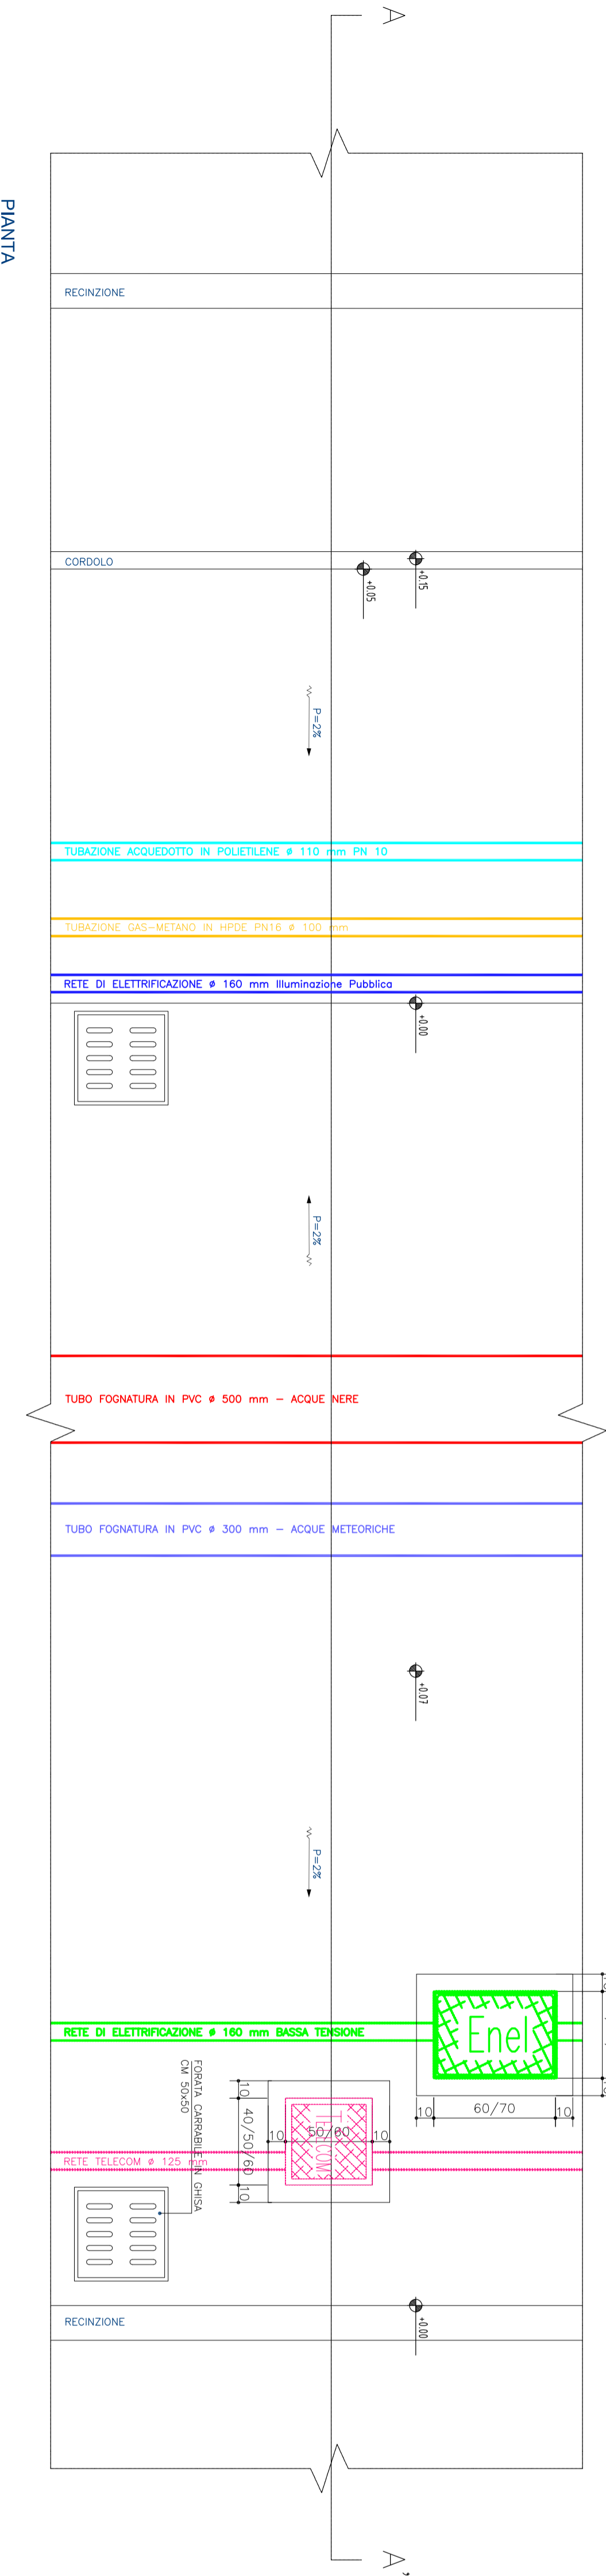 A
PIANTA
RECINZIONE
CORDOLO
+0.15
+0.05
P=2%
TUBAZIONE ACQUEDOTTO IN POLIETILENE ø 110 mm PN 10
TUBAZIONE GAS-METANO IN HPDE PN16 ø 100 mm
RETE DI ELETTRIFICAZIONE ø 160 mm Illuminazione Pubblica
+0.00
P=2%
TUBO FOGNATURA IN PVC ø 500 mm - ACQUE NERE
TUBO FOGNATURA IN PVC ø 300 mm - ACQUE METEORICHE
+0.07
P=2%
RETE DI ELETTRIFICAZIONE ø 160 mm BASSA TENSIONE
Enel
10
60/70
10
FORATA CARRABILE IN GHISA
CM 50x50
10
40/50/60
10
10
50/60
10
TELECOM
RETE TELECOM ø 125 mm
+0.00
RECINZIONE
A'